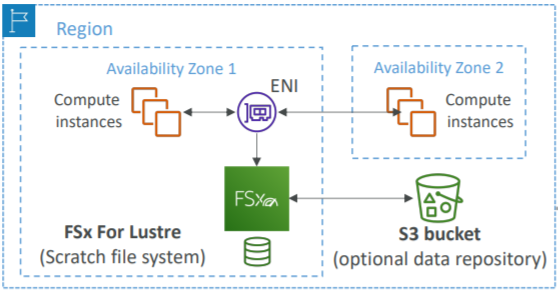 Region
Availability Zone 1
Availability Zone 2
Compute
instances
ENI
Compute
instances
FSx
FSx For Lustre
(Scratch file system)
S3 bucket
(optional data repository)